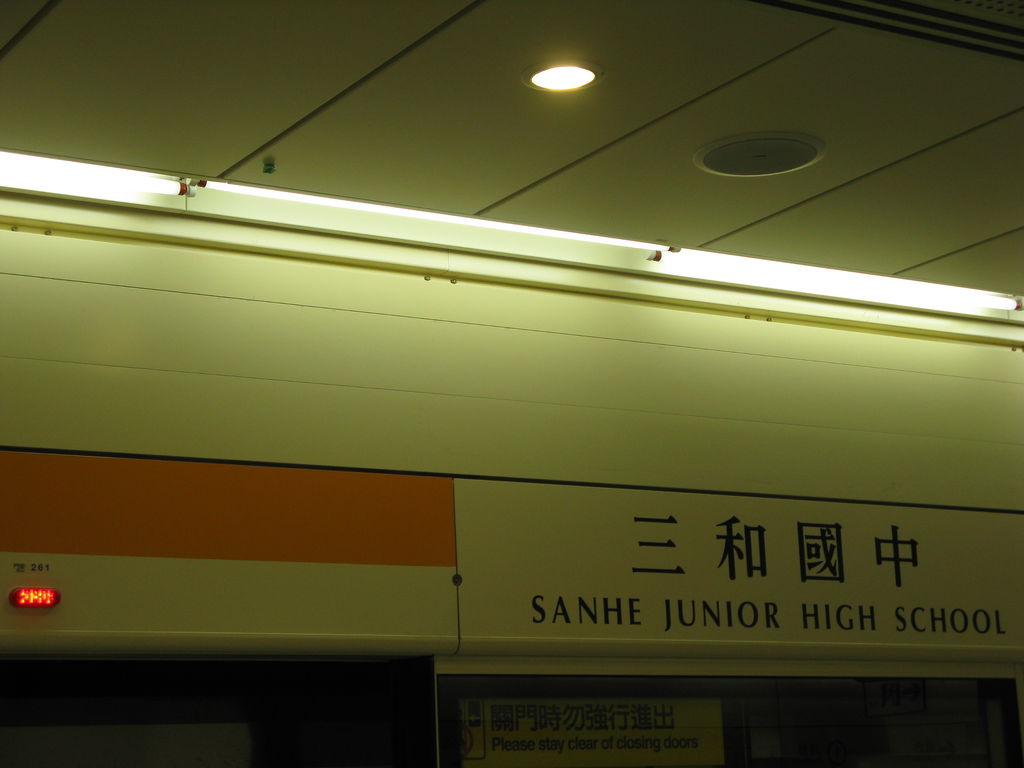 三和國中
SANHE JUNIOR HIGH SCHOOL
261
關門時勿強行進出
Please stay clear of closing doors